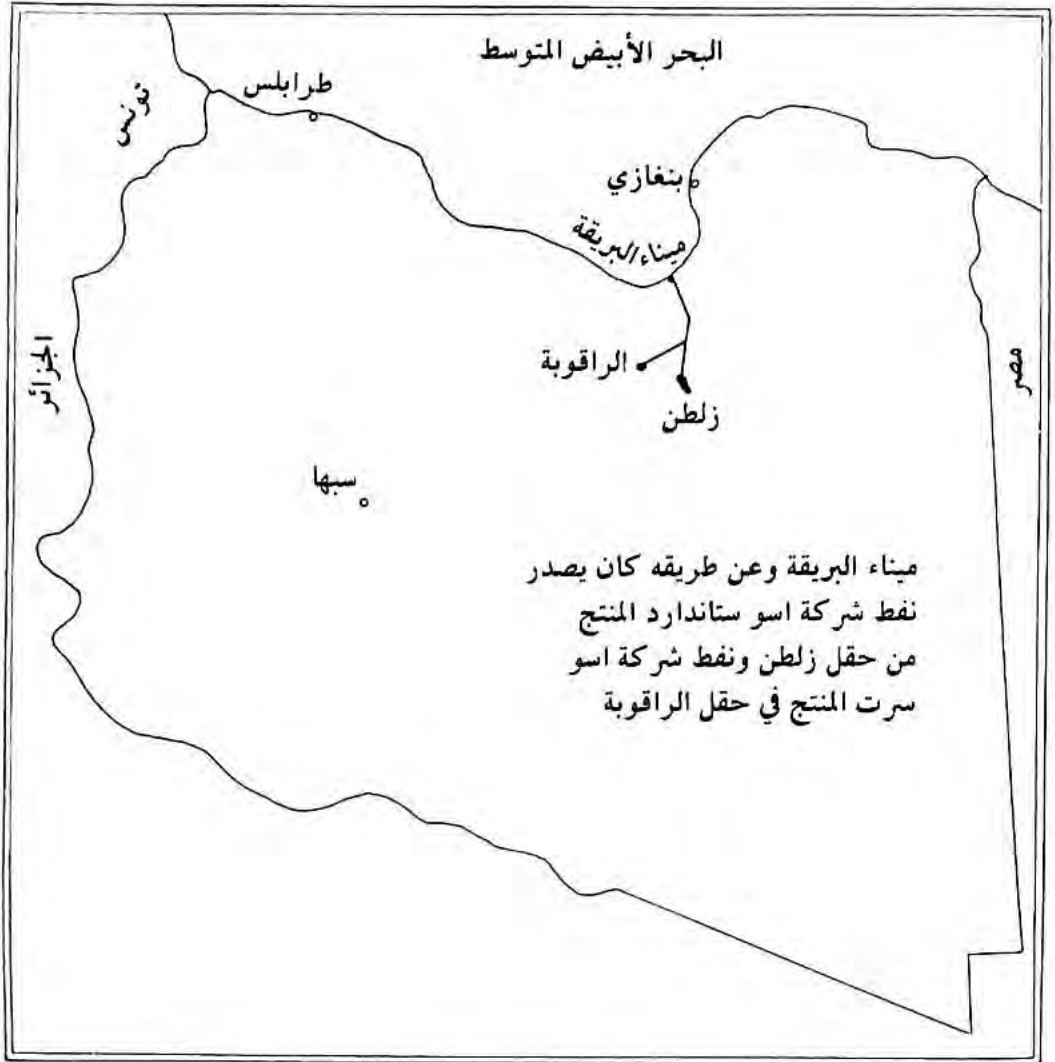 البحر الأبيض المتوسط
تونس
طرابلس
بنغازي
ميناء البريقة
الجزائر
الراقوبة
مصر
زلطن
سبها
ميناء البريقة وعن طريقه كان يصدر
نفط شركة اسو ستاندارد المنتج
من حقل زلطن ونفط شركة اسو
سرت المنتج في حقل الراقوبة